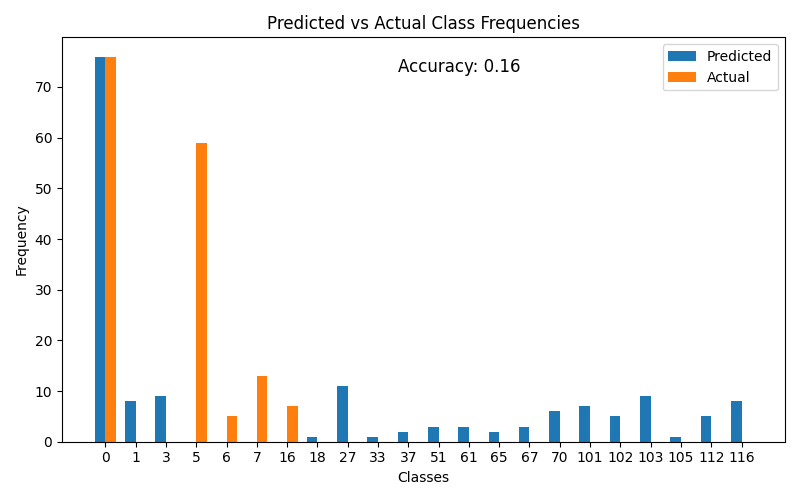 Predicted vs Actual Class Frequencies
Accuracy: 0.16
Predicted
Actual
Frequency
70
60
50
40
30
20
10
0
0 1 3 5 6 7 16 18 27 33 37 51 61 65 67 70 101 102 103 105 112 116
Classes